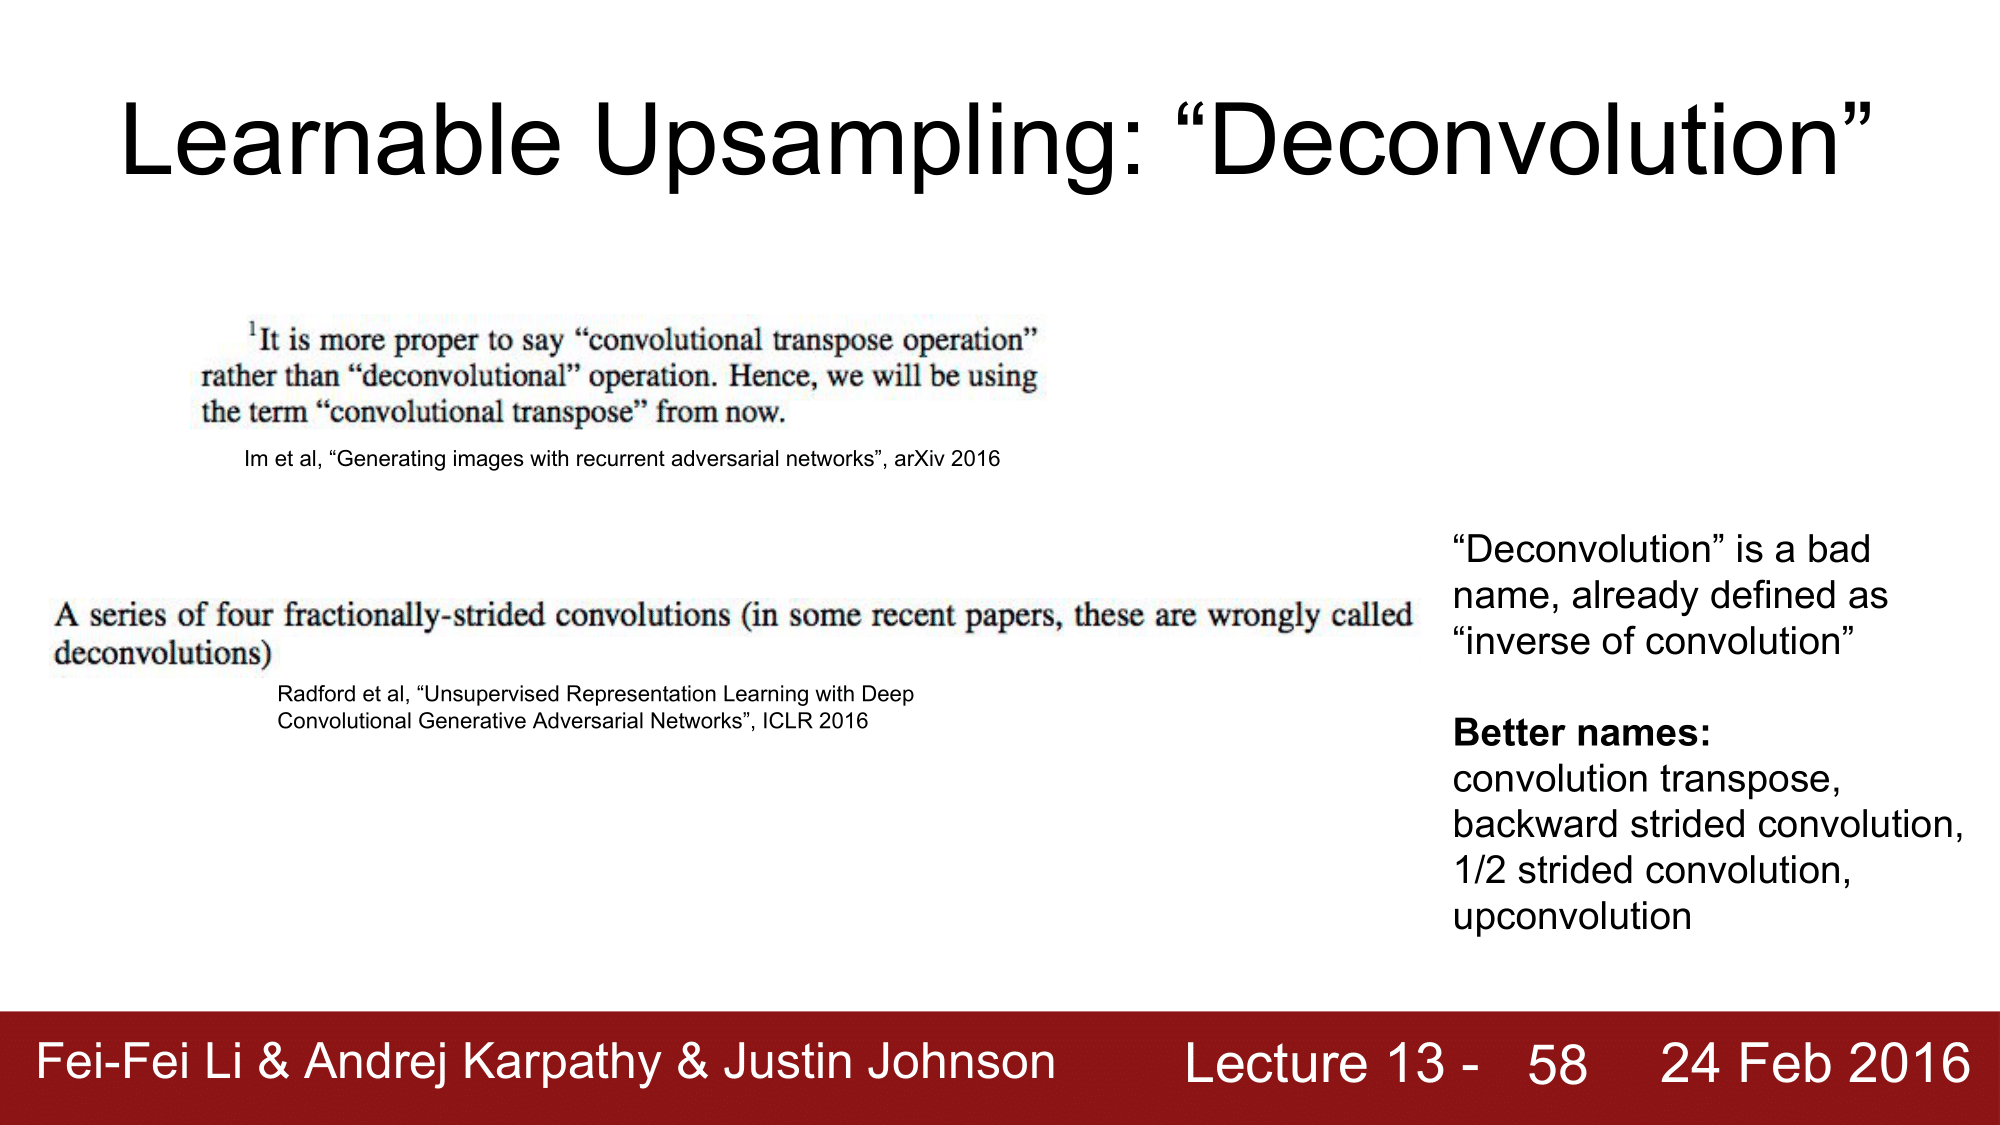 Learnable Upsampling: “Deconvolution”
¹It is more proper to say “convolutional transpose operation”
rather than “deconvolutional” operation. Hence, we will be using
the term “convolutional transpose” from now.
Im et al, “Generating images with recurrent adversarial networks”, arXiv 2016
A series of four fractionally-strided convolutions (in some recent papers, these are wrongly called
deconvolutions)
Radford et al, “Unsupervised Representation Learning with Deep
Convolutional Generative Adversarial Networks”, ICLR 2016
“Deconvolution” is a bad
name, already defined as
“inverse of convolution”
Better names:
convolution transpose,
backward strided convolution,
1/2 strided convolution,
upconvolution
Fei-Fei Li & Andrej Karpathy & Justin Johnson
Lecture 13 - 58
24 Feb 2016